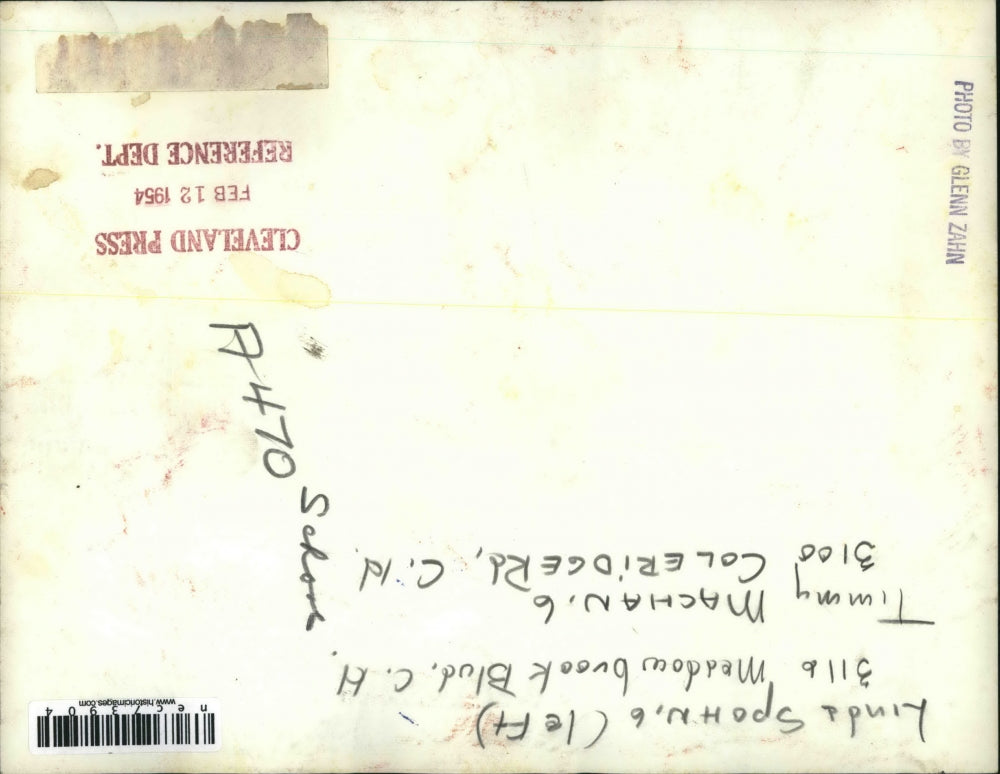 Linda SPOHN, 6 (left)
3116 Meadowbrook Blvd. C. H.
Timmy MACHAN, 6
3100 COLERIDGE Rd, C. H.
A470
School
CLEVELAND PRESS
FEB 12 1954
REFERENCE DEPT.
PHOTO BY GLENN ZAHN
www.historicimages.com